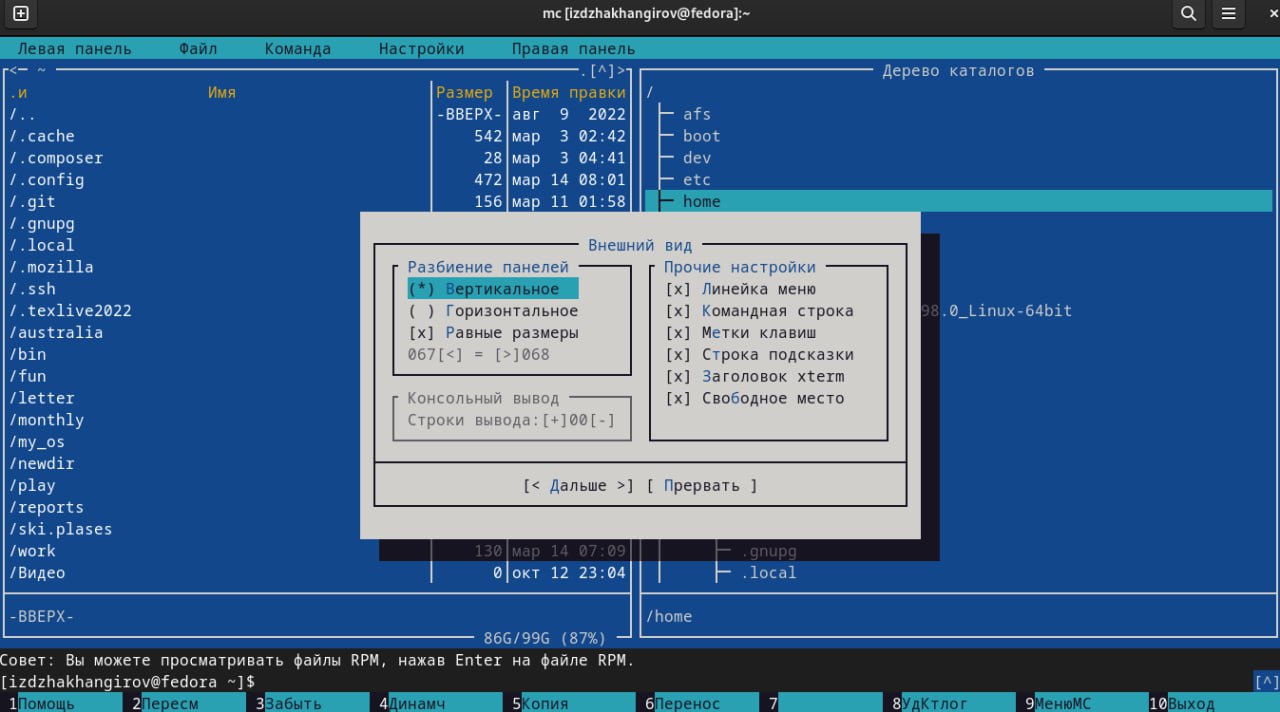 mc [izdzhakhangirov@fedora]:~
Левая панель Файл Команда Настройки Правая панель
<— ~ .[^]> Дерево каталогов
.и Имя Размер Время правки /
/.. -ВВЕРХ- авг 9 2022 afs
/.cache 542 мар 3 02:42 boot
/.composer 28 мар 3 04:41 dev
/.config 472 мар 14 08:01 etc
/.git 156 мар 11 01:58 home
/.gnupg
/.local Внешний вид
/.mozilla Разбиение панелей Прочие настройки
/.ssh (*) Вертикальное [x] Линейка меню
/.texlive2022 ( ) Горизонтальное [x] Командная строка 98.0_Linux-64bit
/australia [x] Равные размеры [x] Метки клавиш
/bin 067[<] = [>]068 [x] Строка подсказки
/fun [x] Заголовок xterm
/letter Консольный вывод [x] Свободное место
/monthly Строки вывода:[+]00[-]
/my_os
/newdir
/play [< Дальше >] [ Прервать ]
/reports
/ski.plases
/work 130 мар 14 07:09 .gnupg
/Видео 0 окт 12 23:04 .local
-ВВЕРХ- /home
86G/99G (87%)
Совет: Вы можете просматривать файлы RPM, нажав Enter на файле RPM.
[izdzhakhangirov@fedora ~]$ [^]
1Помощь 2Пересм 3Забыть 4Динамч 5Копия 6Перенос 7 8УдКтлог 9МенюMC 10Выход